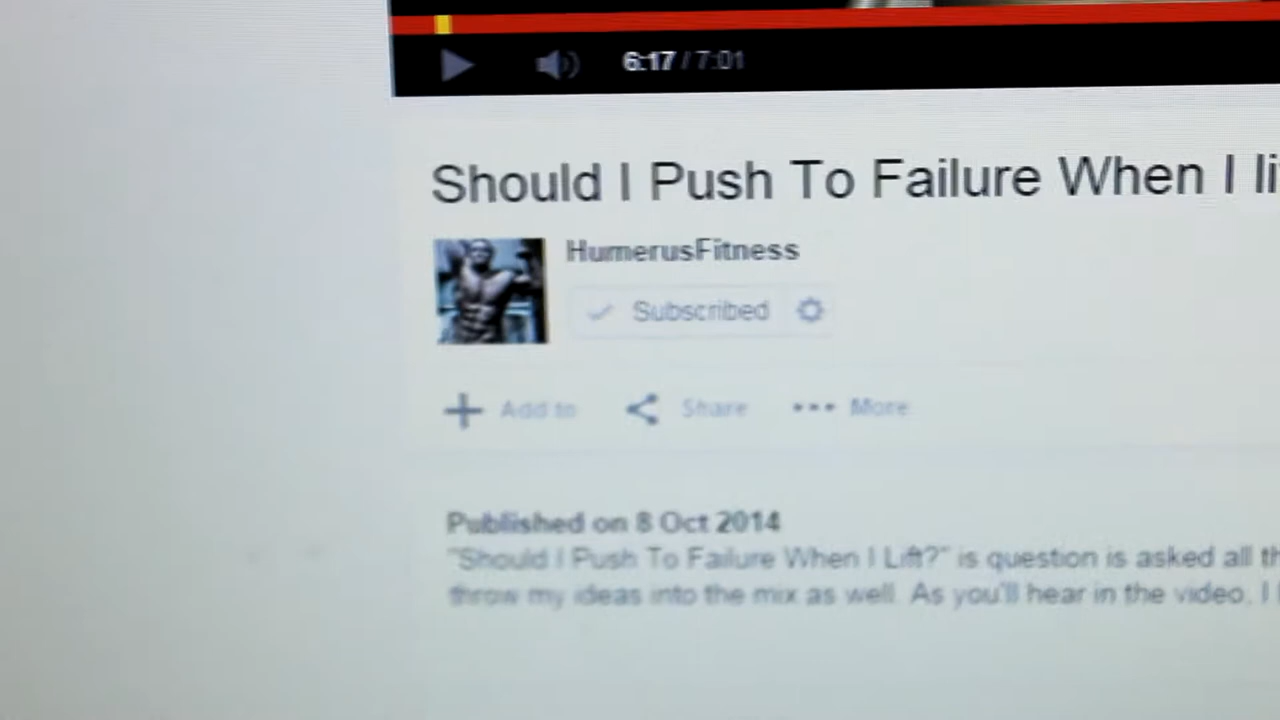 6:17 / 7:01
Should I Push To Failure When I li
HumerusFitness
Subscribed
Add to Share More
Published on 8 Oct 2014
"Should I Push To Failure When I Lift?" is question is asked all th
throw my ideas into the mix as well. As you'll hear in the video, I